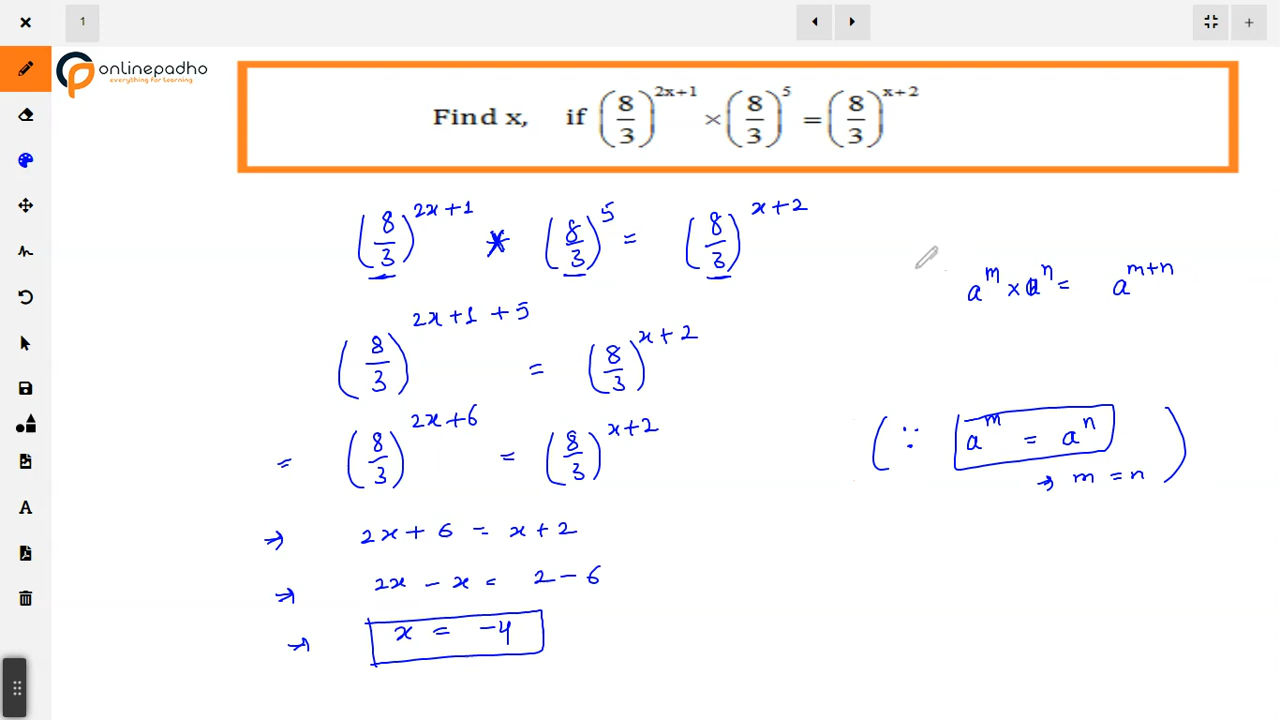 1
onlinepadho
everything for learning
Find x, if (8/3)^(2x+1) × (8/3)^5 = (8/3)^(x+2)
(8/3)^(2x+1) * (8/3)^5 = (8/3)^(x+2)
a^m × a^n = a^(m+n)
(8/3)^(2x+1+5) = (8/3)^(x+2)
= (8/3)^(2x+6) = (8/3)^(x+2)
(∵ a^m = a^n
→ m = n)
⇒ 2x + 6 = x + 2
⇒ 2x - x = 2 - 6
⇒ x = -4
A